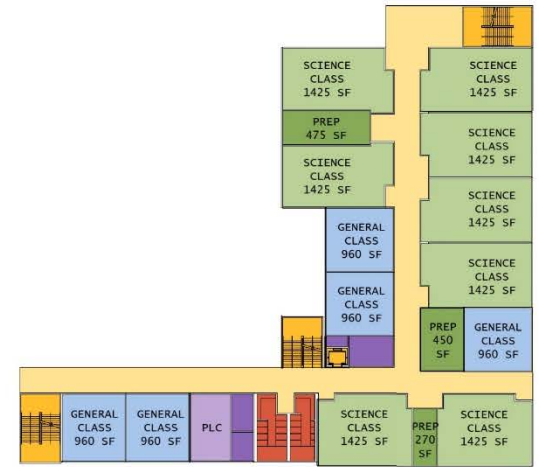 SCIENCE
CLASS
1425 SF
SCIENCE
CLASS
1425 SF
PREP
475 SF
SCIENCE
CLASS
1425 SF
SCIENCE
CLASS
1425 SF
SCIENCE
CLASS
1425 SF
GENERAL
CLASS
960 SF
SCIENCE
CLASS
1425 SF
GENERAL
CLASS
960 SF
PREP
450
SF
GENERAL
CLASS
960 SF
GENERAL
CLASS
960 SF
GENERAL
CLASS
960 SF
PLC
SCIENCE
CLASS
1425 SF
PREP
270
SF
SCIENCE
CLASS
1425 SF